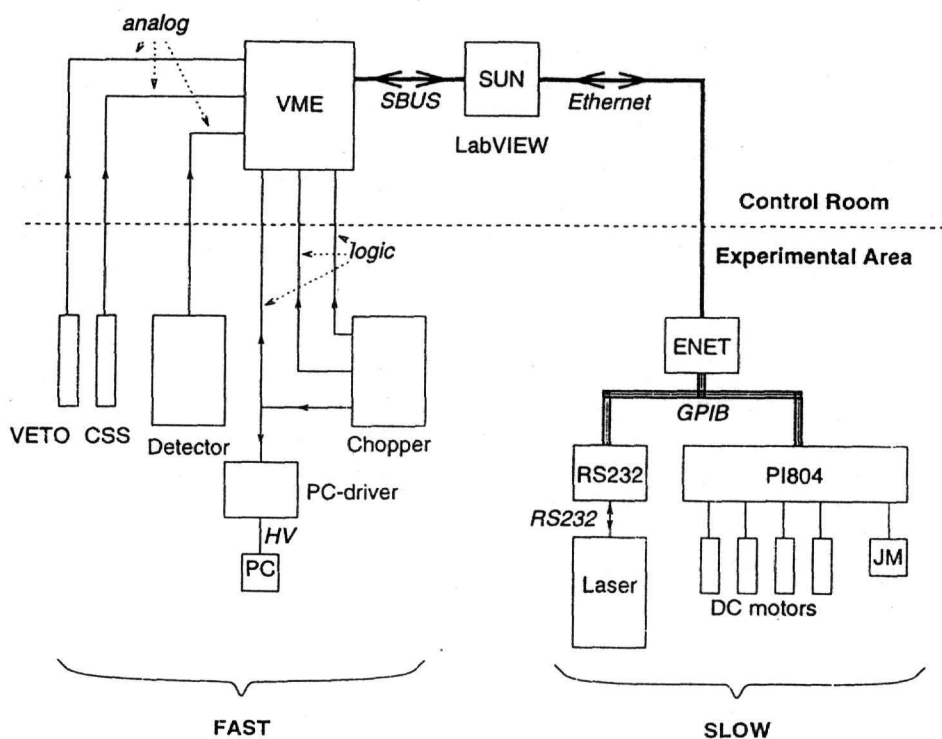 analog
VME
SBUS
SUN
Ethernet
LabVIEW
Control Room
logic
Experimental Area
ENET
GPIB
VETO
CSS
Detector
Chopper
RS232
PI804
PC-driver
RS232
HV
PC
Laser
JM
DC motors
FAST
SLOW